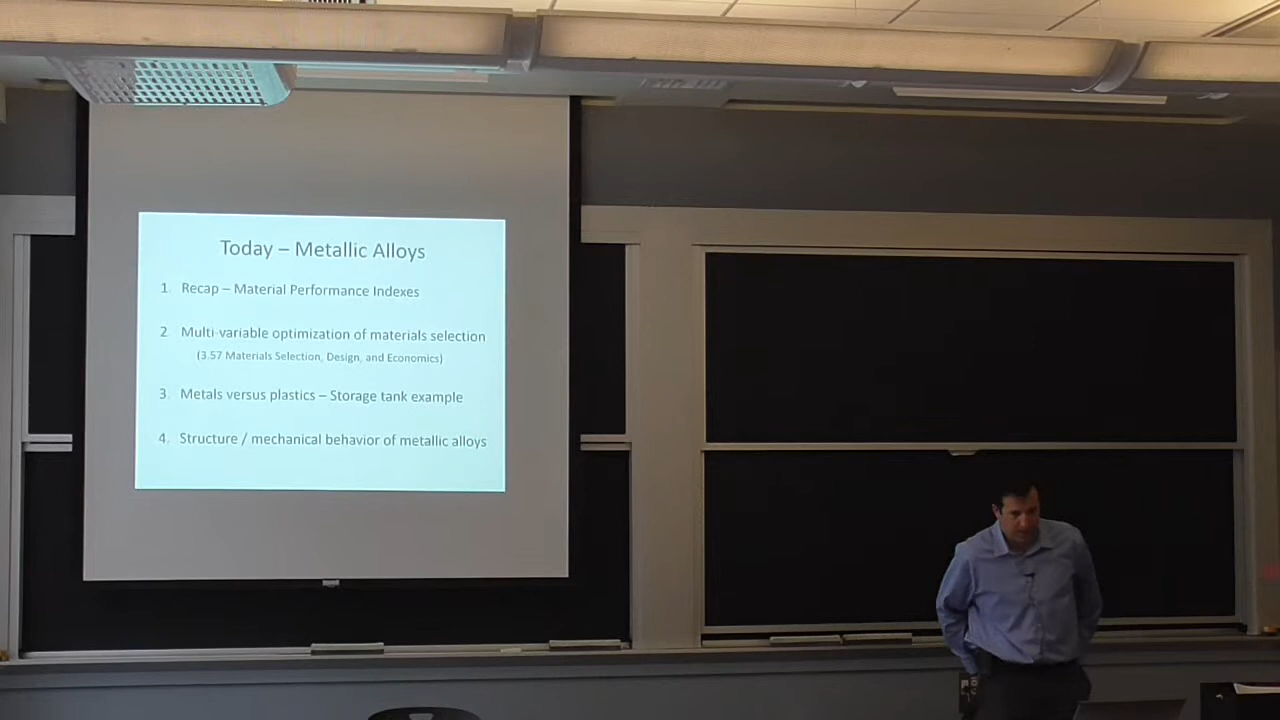 Today – Metallic Alloys
1. Recap – Material Performance Indexes
2. Multi-variable optimization of materials selection
(3.57 Materials Selection, Design, and Economics)
3. Metals versus plastics – Storage tank example
4. Structure / mechanical behavior of metallic alloys